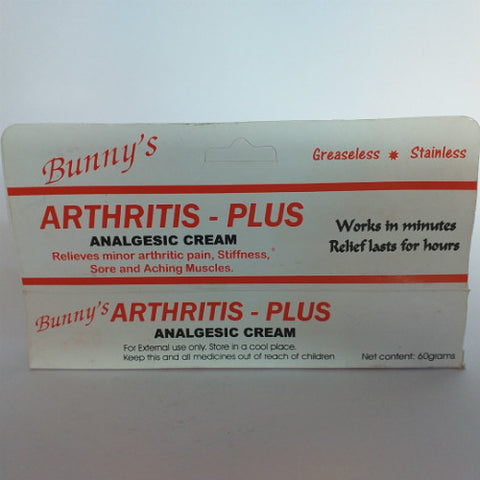 Bunny's
Greaseless * Stainless
ARTHRITIS - PLUS
ANALGESIC CREAM
Relieves minor arthritic pain, Stiffness,
Sore and Aching Muscles.
Works in minutes
Relief lasts for hours
Bunny's ARTHRITIS - PLUS
ANALGESIC CREAM
For External use only. Store in a cool place.
Keep this and all medicines out of reach of children
Net content: 60grams